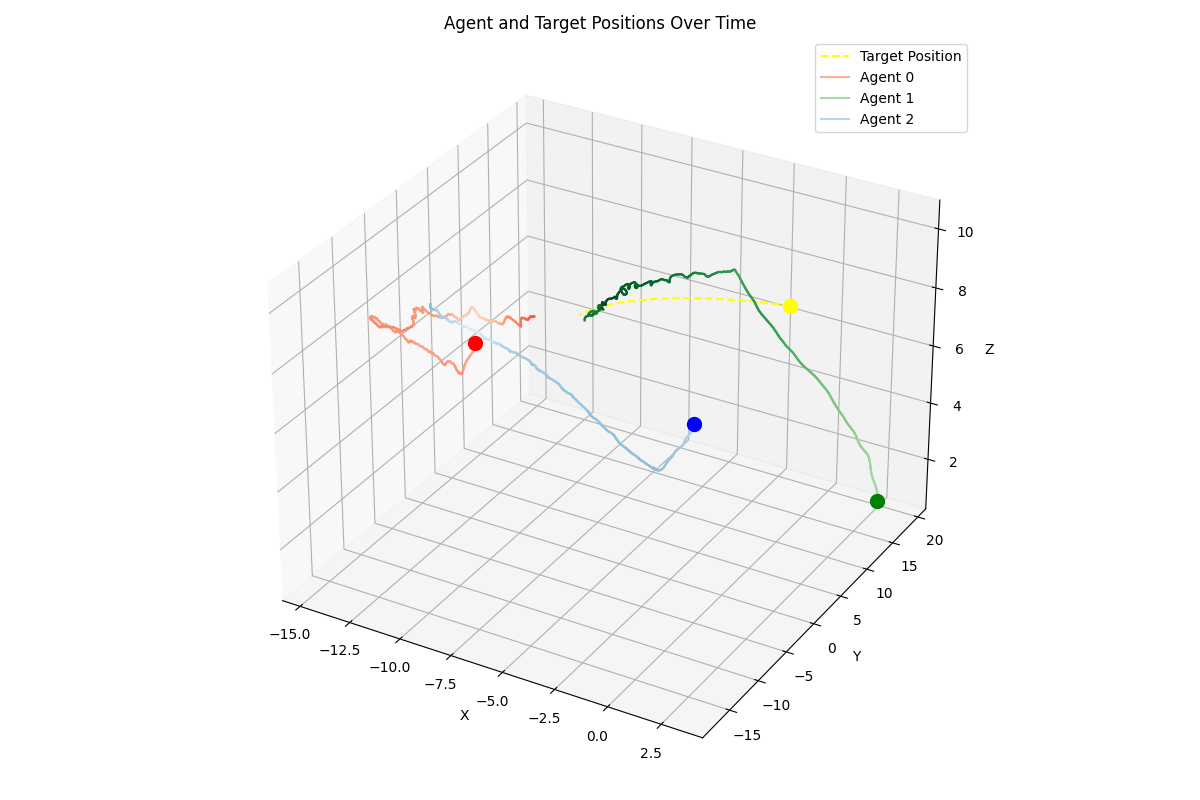 Agent and Target Positions Over Time
Target Position
Agent 0
Agent 1
Agent 2
10
8
6
4
2
Z
20
15
10
5
0
−5
−10
−15
Y
−15.0
−12.5
−10.0
−7.5
−5.0
−2.5
0.0
2.5
X